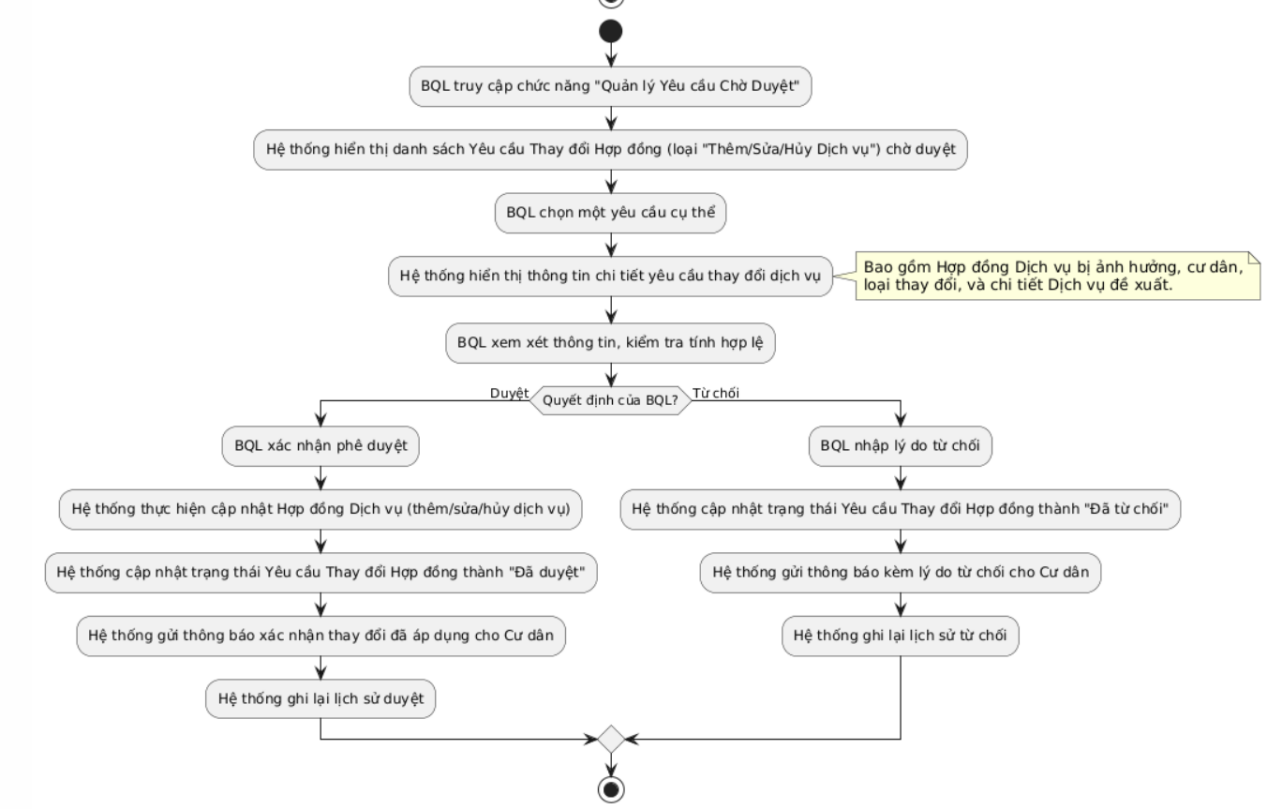 BQL truy cập chức năng "Quản lý Yêu cầu Chờ Duyệt"
Hệ thống hiển thị danh sách Yêu cầu Thay đổi Hợp đồng (loại "Thêm/Sửa/Hủy Dịch vụ") chờ duyệt
BQL chọn một yêu cầu cụ thể
Hệ thống hiển thị thông tin chi tiết yêu cầu thay đổi dịch vụ
Bao gồm Hợp đồng Dịch vụ bị ảnh hưởng, cư dân,
loại thay đổi, và chi tiết Dịch vụ đề xuất.
BQL xem xét thông tin, kiểm tra tính hợp lệ
Quyết định của BQL?
Duyệt
BQL xác nhận phê duyệt
Hệ thống thực hiện cập nhật Hợp đồng Dịch vụ (thêm/sửa/hủy dịch vụ)
Hệ thống cập nhật trạng thái Yêu cầu Thay đổi Hợp đồng thành "Đã duyệt"
Hệ thống gửi thông báo xác nhận thay đổi đã áp dụng cho Cư dân
Hệ thống ghi lại lịch sử duyệt
Từ chối
BQL nhập lý do từ chối
Hệ thống cập nhật trạng thái Yêu cầu Thay đổi Hợp đồng thành "Đã từ chối"
Hệ thống gửi thông báo kèm lý do từ chối cho Cư dân
Hệ thống ghi lại lịch sử từ chối